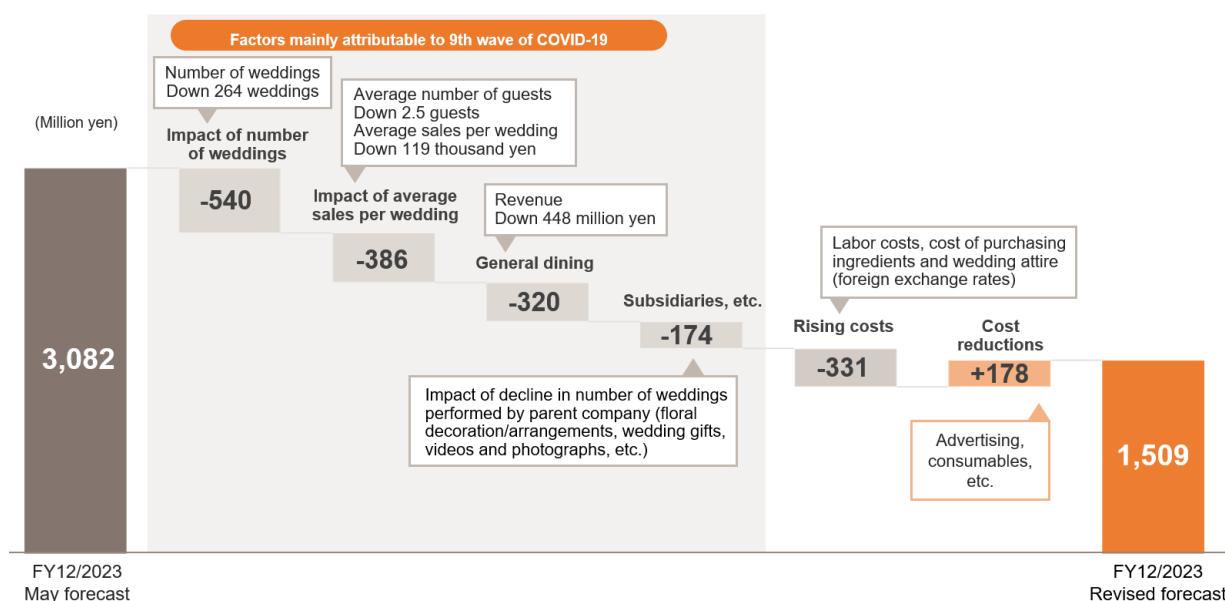 Factors mainly attributable to 9th wave of COVID-19
(Million yen)
Number of weddings
Down 264 weddings
Impact of number
of weddings
-540
Average number of guests
Down 2.5 guests
Average sales per wedding
Down 119 thousand yen
Impact of average
sales per wedding
-386
Revenue
Down 448 million yen
General dining
-320
Subsidiaries, etc.
-174
Impact of decline in number of weddings
performed by parent company (floral
decoration/arrangements, wedding gifts,
videos and photographs, etc.)
Labor costs, cost of purchasing
ingredients and wedding attire
(foreign exchange rates)
Rising costs
-331
Cost
reductions
+178
Advertising,
consumables,
etc.
3,082
1,509
FY12/2023
May forecast
FY12/2023
Revised forecast